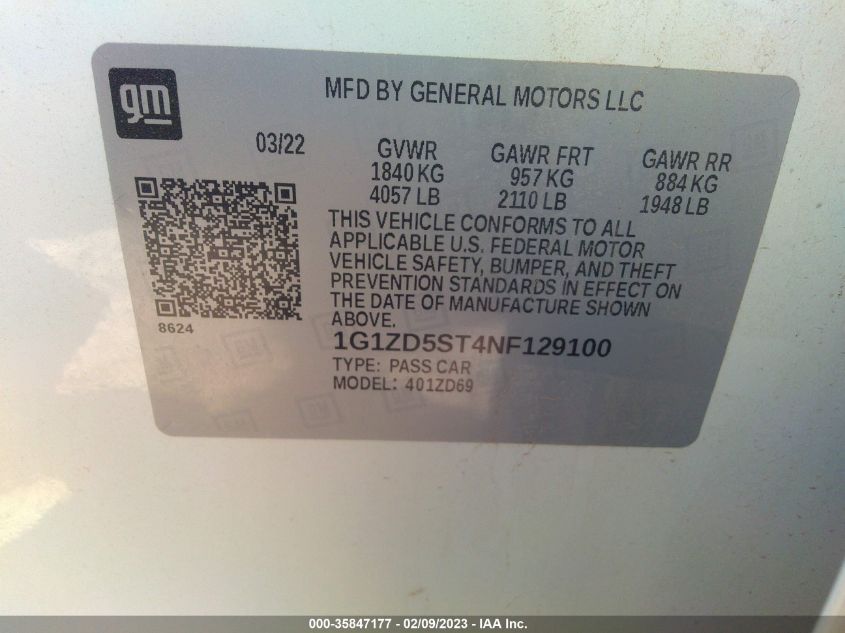 gm
MFD BY GENERAL MOTORS LLC
03/22
GVWR
1840 KG
4057 LB
GAWR FRT
957 KG
2110 LB
GAWR RR
884 KG
1948 LB
THIS VEHICLE CONFORMS TO ALL
APPLICABLE U.S. FEDERAL MOTOR
VEHICLE SAFETY, BUMPER, AND THEFT
PREVENTION STANDARDS IN EFFECT ON
THE DATE OF MANUFACTURE SHOWN
ABOVE.
8624
1G1ZD5ST4NF129100
TYPE: PASS CAR
MODEL: 401ZD69
000-35847177 - 02/09/2023 - IAA Inc.